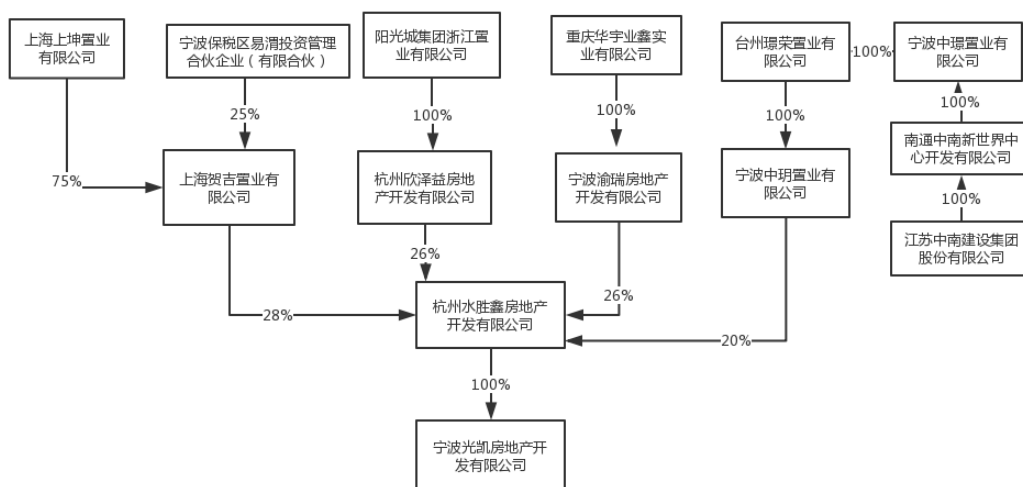 上海上坤置业
有限公司
宁波保税区易渭投资管理
合伙企业（有限合伙）
阳光城集团浙江置
业有限公司
重庆华宇业鑫实
业有限公司
台州璟荣置业有
限公司
100%
宁波中璟置业有
限公司
25%
100%
100%
100%
100%
南通中南新世界中
心开发有限公司
75%
上海贺吉置业有
限公司
杭州欣泽益房地
产开发有限公司
宁波渝瑞房地产
开发有限公司
宁波中玥置业有
限公司
100%
江苏中南建设集团
股份有限公司
26%
26%
28%
杭州水胜鑫房地产
开发有限公司
20%
100%
宁波光凯房地产开
发有限公司